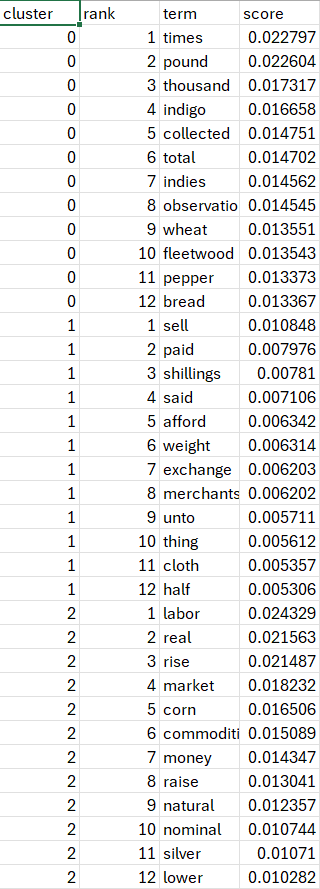 cluster rank term score
0 1 times 0.022797
0 2 pound 0.022604
0 3 thousand 0.017317
0 4 indigo 0.016658
0 5 collected 0.014751
0 6 total 0.014702
0 7 indies 0.014562
0 8 observatio 0.014545
0 9 wheat 0.013551
0 10 fleetwood 0.013543
0 11 pepper 0.013373
0 12 bread 0.013367
1 1 sell 0.010848
1 2 paid 0.007976
1 3 shillings 0.00781
1 4 said 0.007106
1 5 afford 0.006342
1 6 weight 0.006314
1 7 exchange 0.006203
1 8 merchants 0.006202
1 9 unto 0.005711
1 10 thing 0.005612
1 11 cloth 0.005357
1 12 half 0.005306
2 1 labor 0.024329
2 2 real 0.021563
2 3 rise 0.021487
2 4 market 0.018232
2 5 corn 0.016506
2 6 commoditi 0.015089
2 7 money 0.014347
2 8 raise 0.013041
2 9 natural 0.012357
2 10 nominal 0.010744
2 11 silver 0.01071
2 12 lower 0.010282